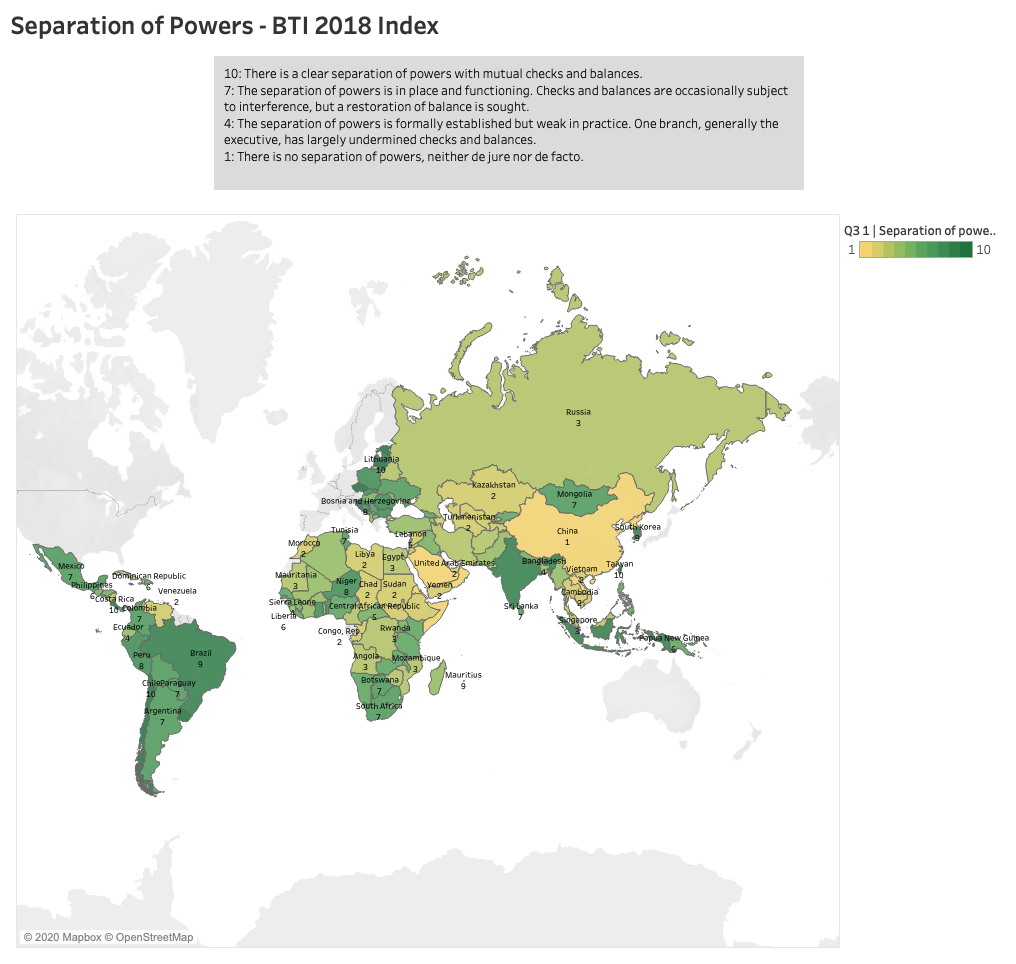 Separation of Powers - BTI 2018 Index
10: There is a clear separation of powers with mutual checks and balances.
7: The separation of powers is in place and functioning. Checks and balances are occasionally subject
to interference, but a restoration of balance is sought.
4: The separation of powers is formally established but weak in practice. One branch, generally the
executive, has largely undermined checks and balances.
1: There is no separation of powers, neither de jure nor de facto.
Q3 1 | Separation of powe..
1 10
Russia
3
Lithuania
10
Kazakhstan
2
Mongolia
7
Bosnia and Herzegovina
8
Turkmenistan
2
China
1
South Korea
9
Tunisia
7
Lebanon
5
Morocco
2
Libya
2
Egypt
3
United Arab Emirates
2
Bangladesh
4
Taiwan
10
Vietnam
2
Mexico
7
Dominican Republic
6
Philippines
6
Venezuela
2
Mauritania
3
Niger
8
Chad
2
Sudan
2
Yemen
2
Cambodia
Costa Rica
10
Colombia
7
Sierra Leone
Central African Republic
5
Sri Lanka
7
Liberia
6
Singapore
3
Ecuador
4
Congo, Rep.
2
Rwanda
3
Papua New Guinea
6
Peru
8
Brazil
9
Angola
3
Mozambique
3
Mauritius
9
Chile
10
Paraguay
7
Botswana
7
Argentina
7
South Africa
7
© 2020 Mapbox © OpenStreetMap